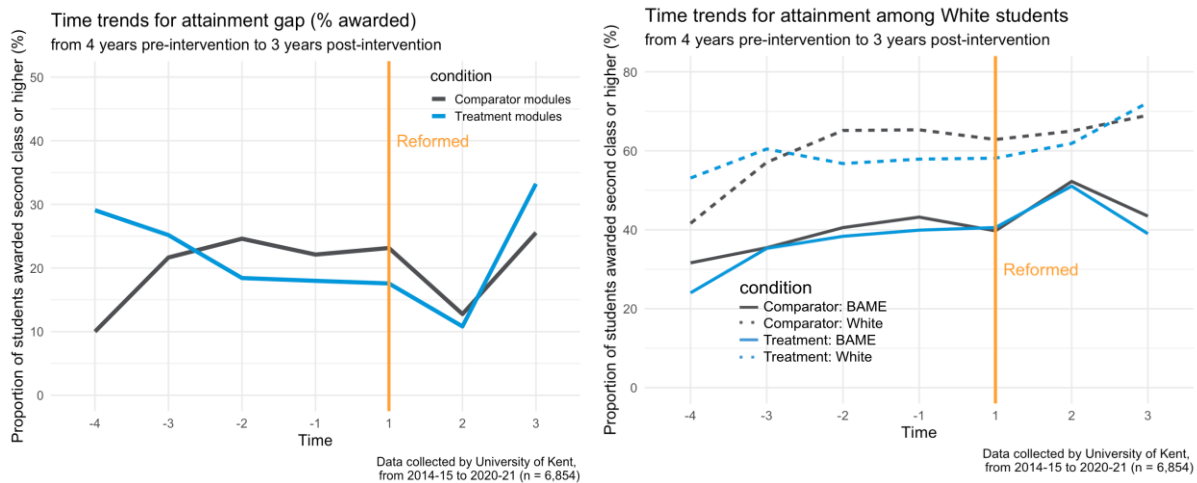 Time trends for attainment gap (% awarded)
from 4 years pre-intervention to 3 years post-intervention
Proportion of students awarded second class or higher (%)
50
40
30
20
10
0
condition
Comparator modules
Treatment modules
Reformed
-4
-3
-2
-1
1
2
3
Time
Data collected by University of Kent,
from 2014-15 to 2020-21 (n = 6,854)
Time trends for attainment among White students
from 4 years pre-intervention to 3 years post-intervention
Proportion of students awarded second class or higher (%)
80
60
40
20
0
Reformed
condition
Comparator: BAME
Comparator: White
Treatment: BAME
Treatment: White
-4
-3
-2
-1
1
2
3
Time
Data collected by University of Kent,
from 2014-15 to 2020-21 (n = 6,854)